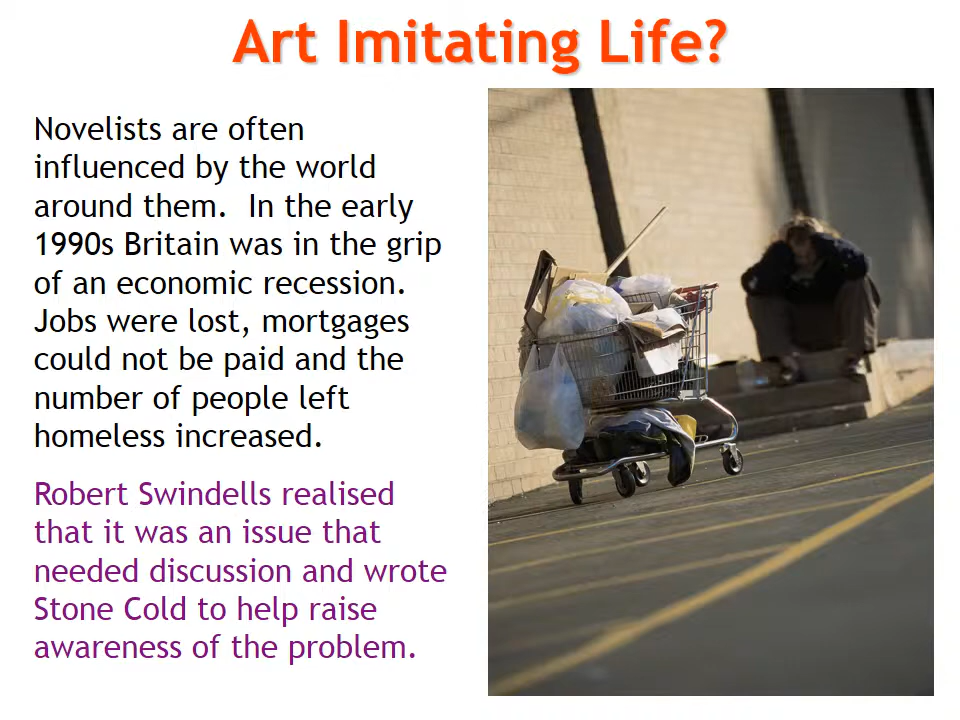 Art Imitating Life?
Novelists are often
influenced by the world
around them.  In the early
1990s Britain was in the grip
of an economic recession.
Jobs were lost, mortgages
could not be paid and the
number of people left
homeless increased.
Robert Swindells realised
that it was an issue that
needed discussion and wrote
Stone Cold to help raise
awareness of the problem.